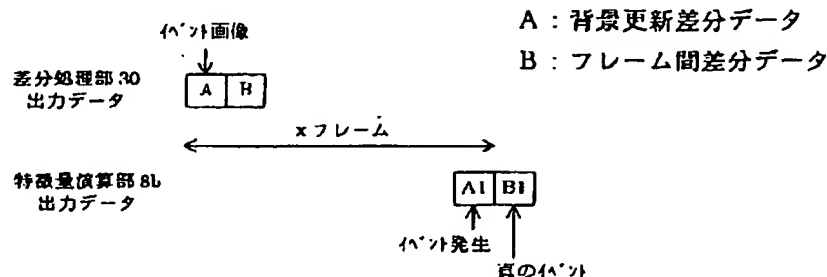 A：背景更新差分データ
B：フレーム間差分データ
イベント画像
差分処理部30
出力データ
A B
xフレーム
特徴量演算部8b
出力データ
A1 B1
イベント発生
真のイベント